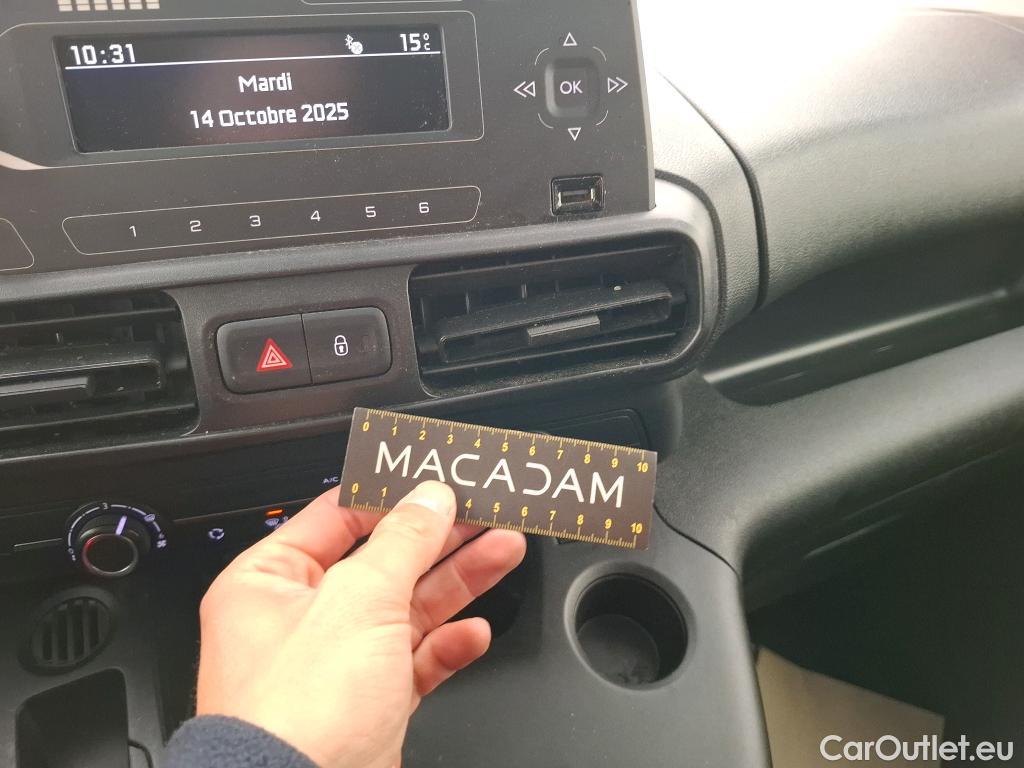 10:31 15°C
Mardi
14 Octobre 2025
OK
1 2 3 4 5 6
0 1 2 3 4 5 6 7 8 9 10
MACADAM
0 1 4 5 6 7 8 9 10
A/C
3
0
CarOutlet.eu